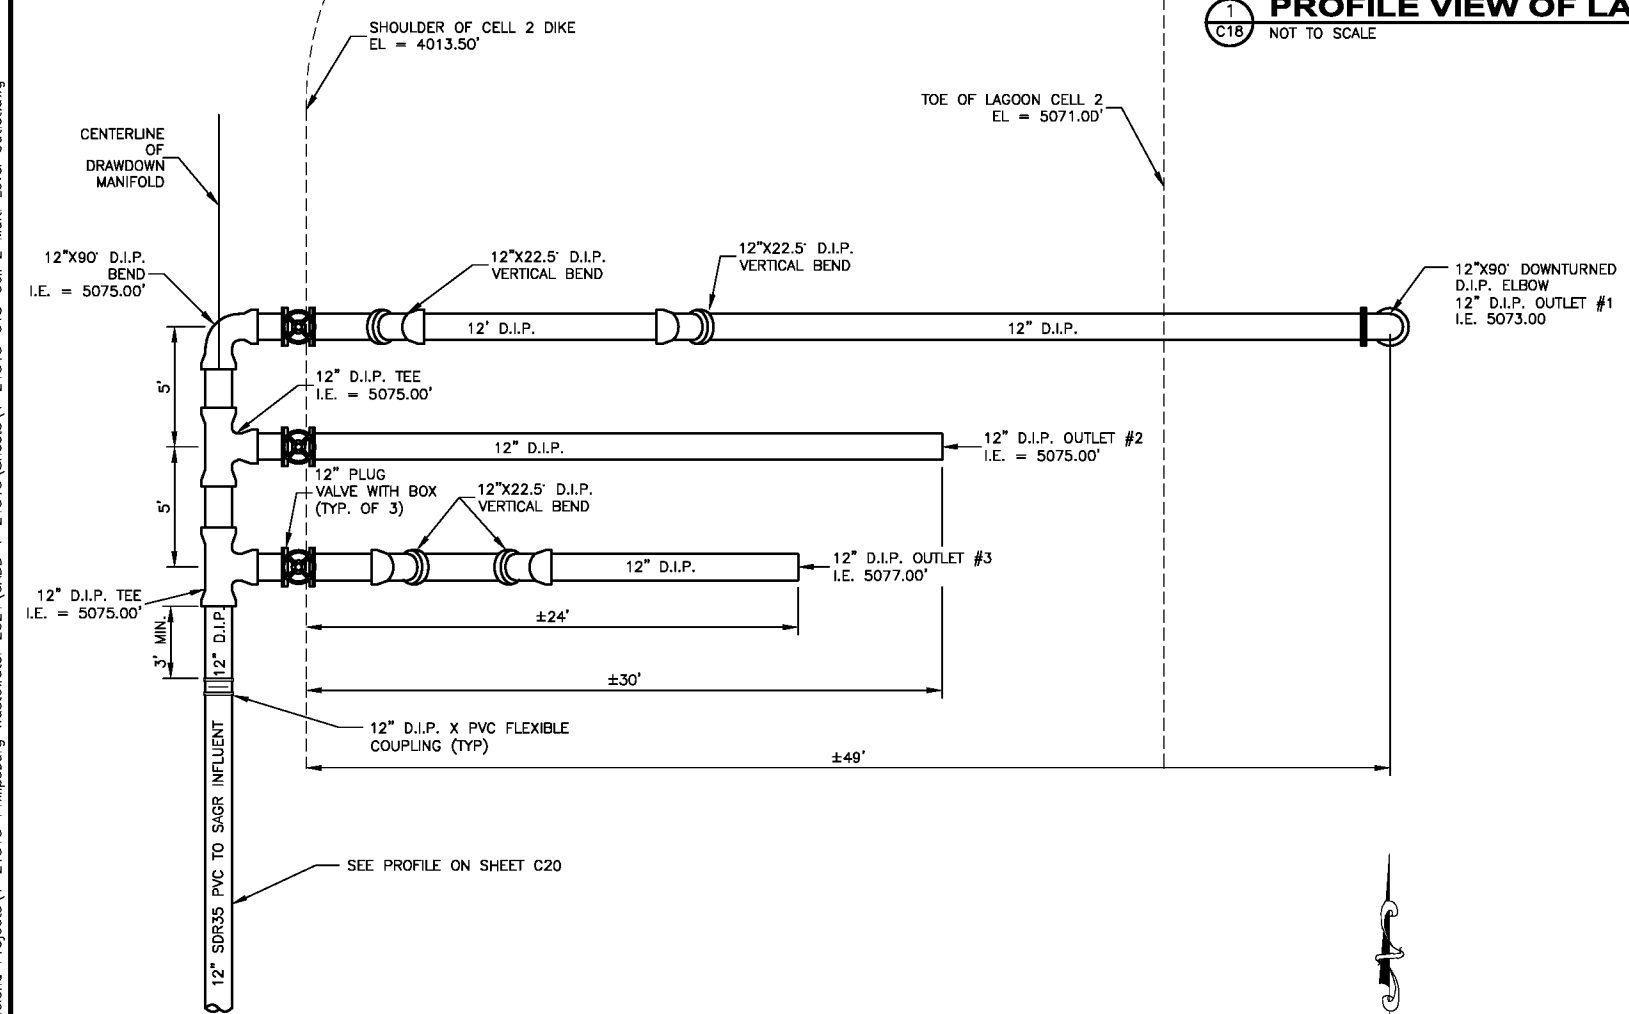 1
C18
PROFILE VIEW OF LA
NOT TO SCALE
SHOULDER OF CELL 2 DIKE
EL = 4013.50'
TOE OF LAGOON CELL 2
EL = 5071.0D'
CENTERLINE
OF
DRAWDOWN
MANIFOLD
12"X90° D.I.P.
BEND
I.E. = 5075.00'
12"X22.5° D.I.P.
VERTICAL BEND
12"X22.5° D.I.P.
VERTICAL BEND
12"X90° DOWNTURNED
D.I.P. ELBOW
12" D.I.P. OUTLET #1
I.E. 5073.00
12' D.I.P.
12" D.I.P.
5'
12" D.I.P. TEE
I.E. = 5075.00'
12" D.I.P.
12" D.I.P. OUTLET #2
I.E. = 5075.00'
5'
12" PLUG
VALVE WITH BOX
(TYP. OF 3)
12"X22.5° D.I.P.
VERTICAL BEND
12" D.I.P.
12" D.I.P. OUTLET #3
I.E. 5077.00'
12" D.I.P. TEE
I.E. = 5075.00'
3' MIN.
12" D.I.P.
±24'
±30'
12" D.I.P. X PVC FLEXIBLE
COUPLING (TYP)
±49'
12" SDR35 PVC TO SAGR INFLUENT
SEE PROFILE ON SHEET C20